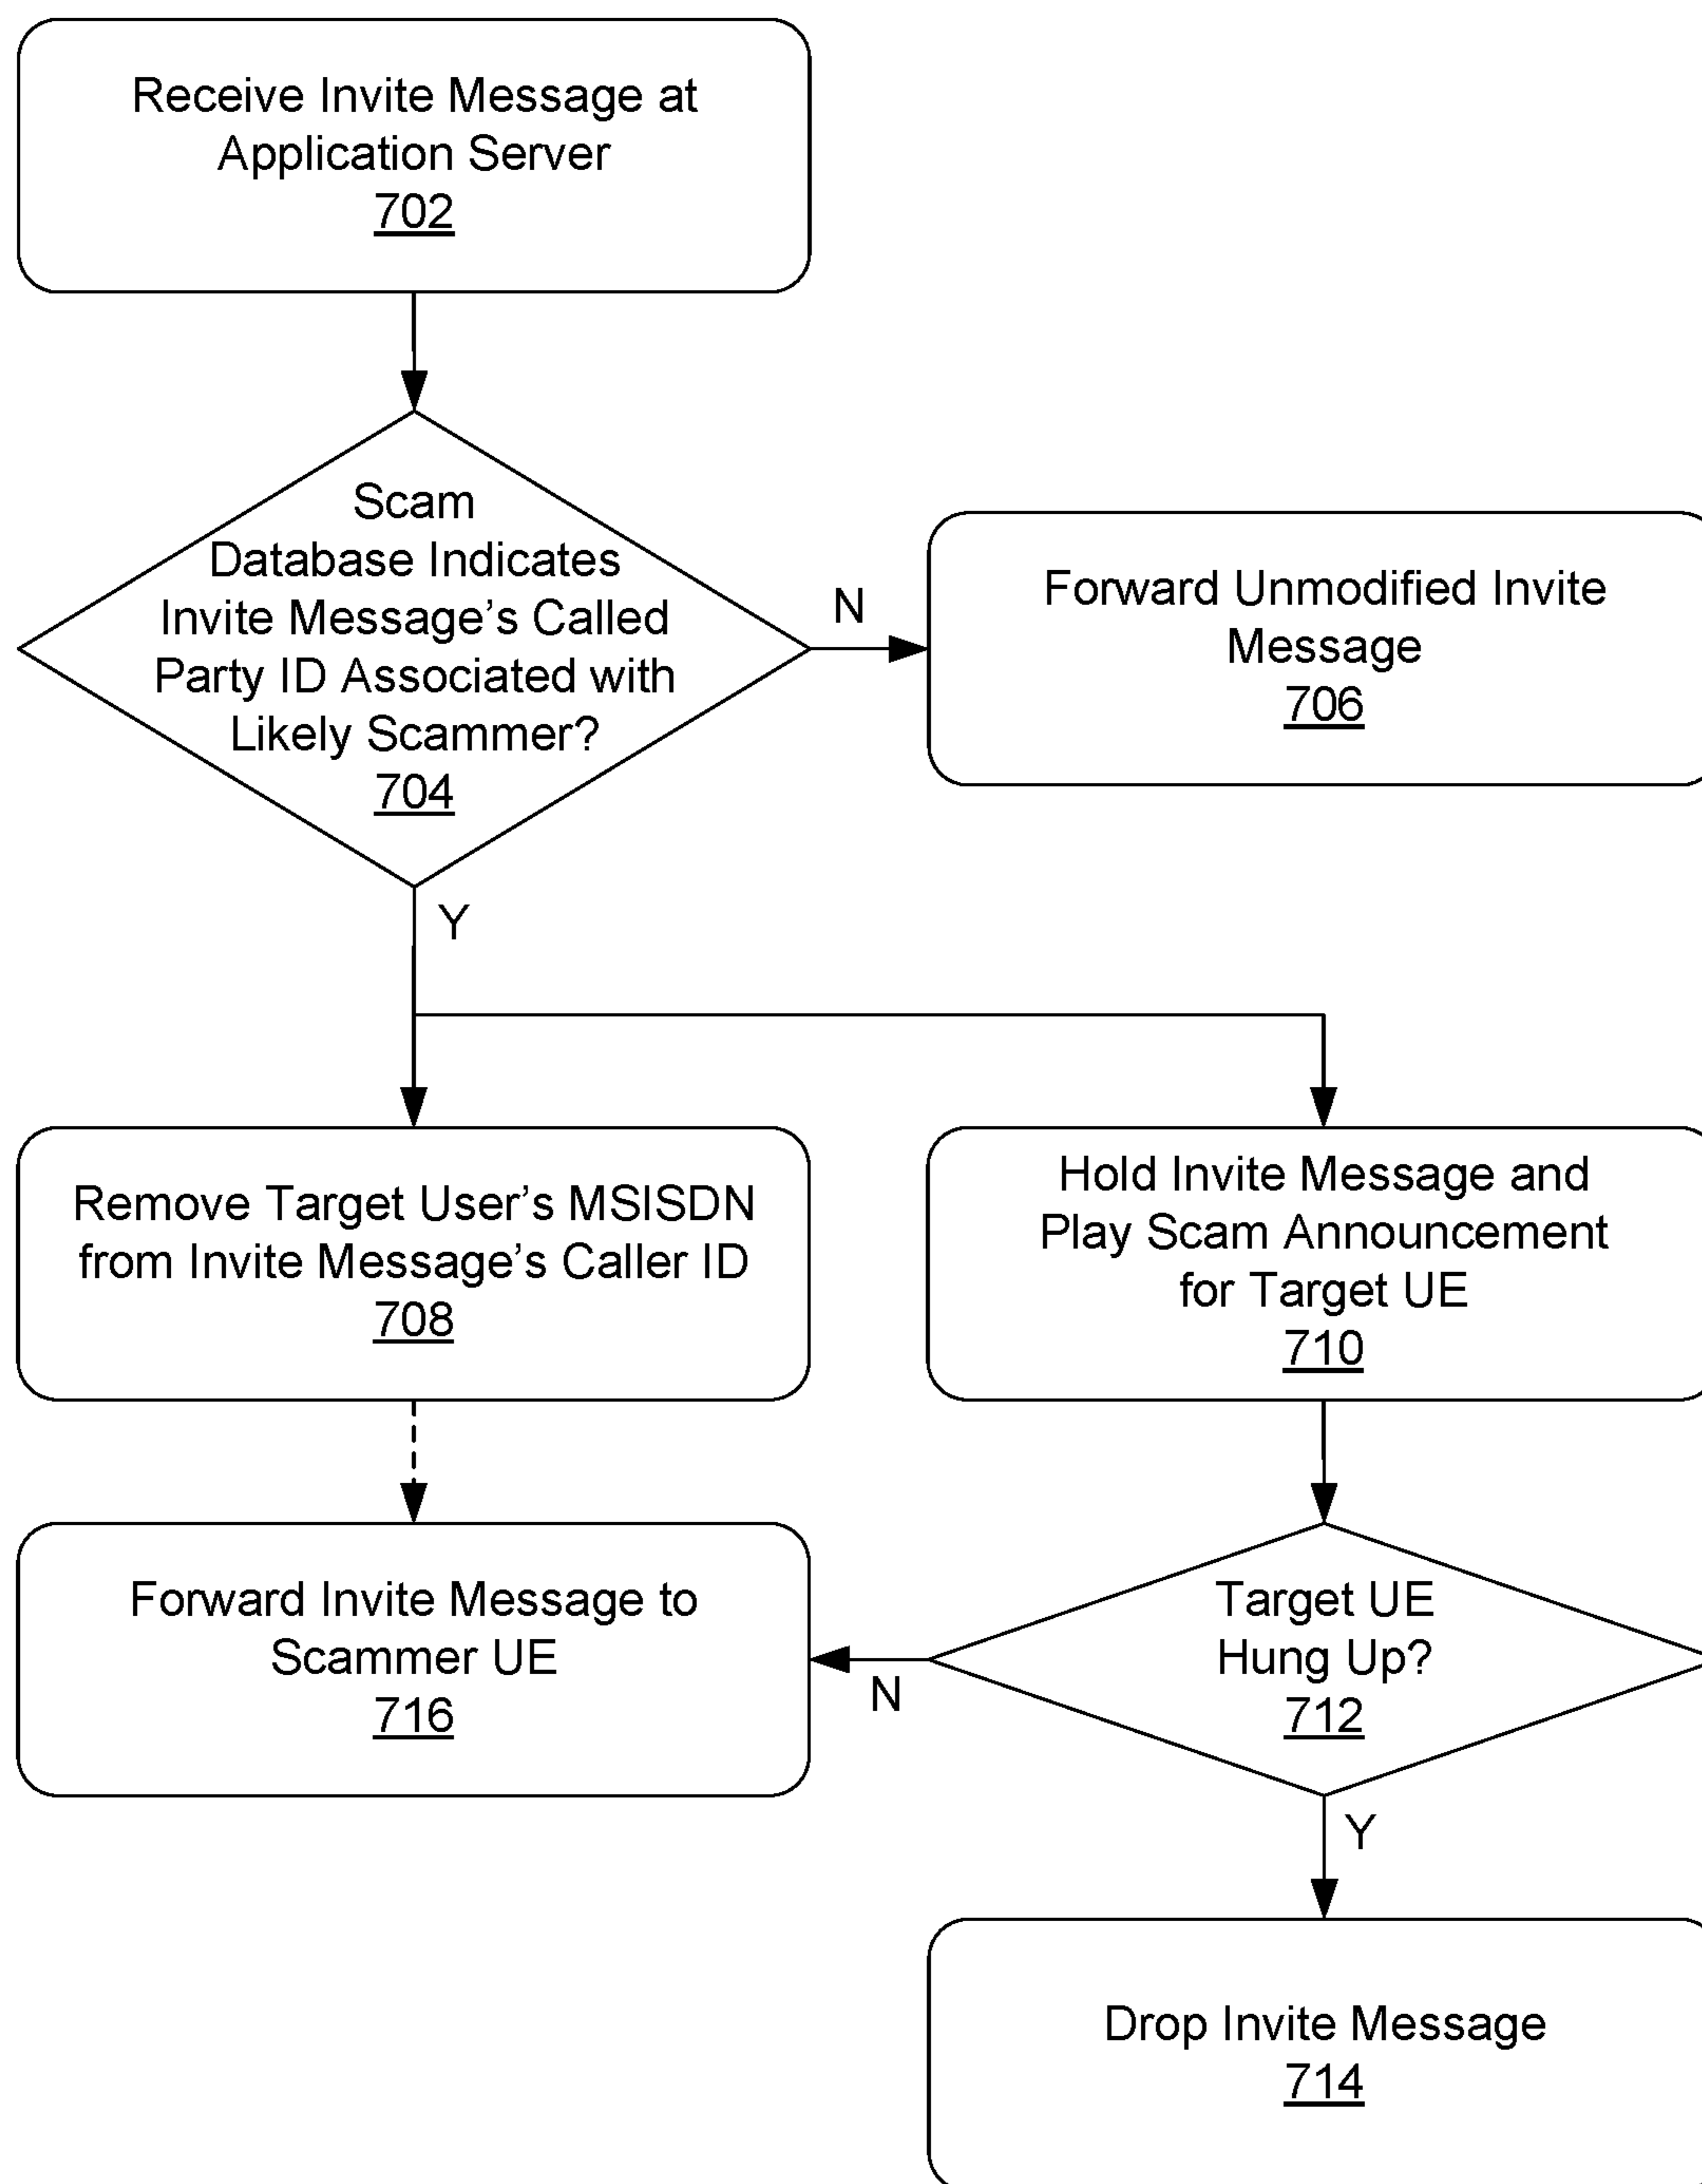 Receive Invite Message at
Application Server
702
Scam
Database Indicates
Invite Message’s Called
Party ID Associated with
Likely Scammer?
704
N
Forward Unmodified Invite
Message
706
Y
Remove Target User’s MSISDN
from Invite Message’s Caller ID
708
Hold Invite Message and
Play Scam Announcement
for Target UE
710
Forward Invite Message to
Scammer UE
716
N
Target UE
Hung Up?
712
Y
Drop Invite Message
714